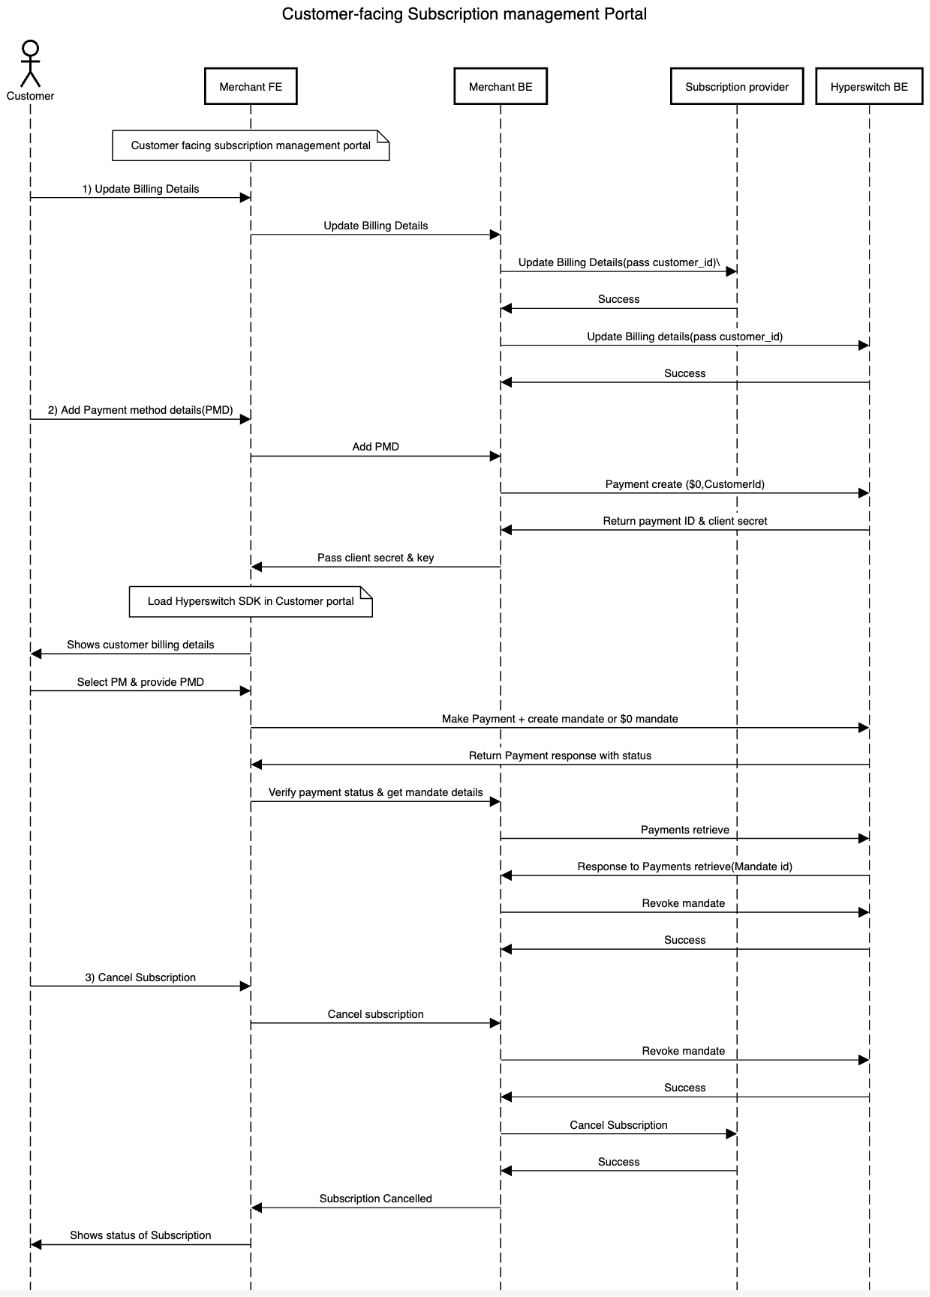 Customer-facing Subscription management Portal
Customer
Merchant FE
Merchant BE
Subscription provider
Hyperswitch BE
Customer facing subscription management portal
1) Update Billing Details
Update Billing Details
Update Billing Details(pass customer_id)\
Success
Update Billing details(pass customer_id)
Success
2) Add Payment method details(PMD)
Add PMD
Payment create ($0,CustomerId)
Return payment ID & client secret
Pass client secret & key
Load Hyperswitch SDK in Customer portal
Shows customer billing details
Select PM & provide PMD
Make Payment + create mandate or $0 mandate
Return Payment response with status
Verify payment status & get mandate details
Payments retrieve
Response to Payments retrieve(Mandate id)
Revoke mandate
Success
3) Cancel Subscription
Cancel subscription
Revoke mandate
Success
Cancel Subscription
Success
Subscription Cancelled
Shows status of Subscription